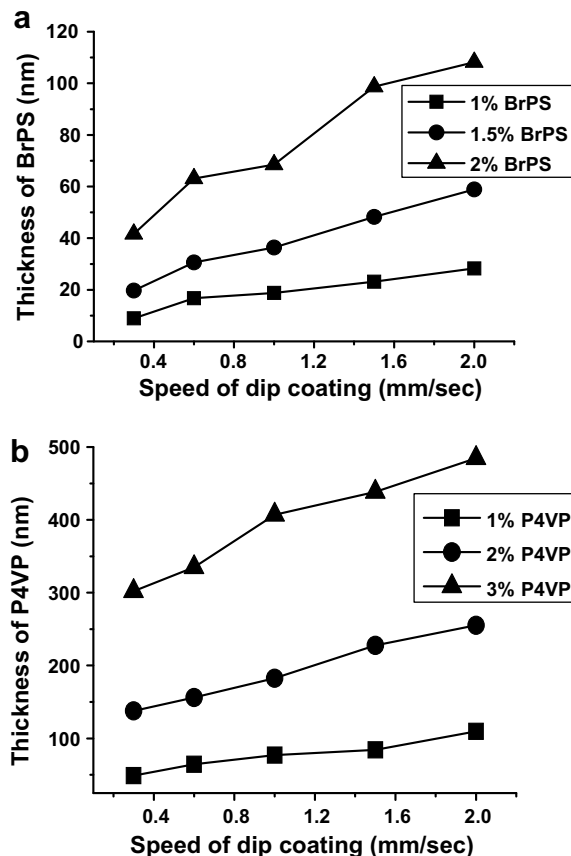 a
120
100
80
60
40
20
0
Thickness of BrPS (nm)
1% BrPS
1.5% BrPS
2% BrPS
0.4 0.8 1.2 1.6 2.0
Speed of dip coating (mm/sec)
b
500
400
300
200
100
Thickness of P4VP (nm)
1% P4VP
2% P4VP
3% P4VP
0.4 0.8 1.2 1.6 2.0
Speed of dip coating (mm/sec)